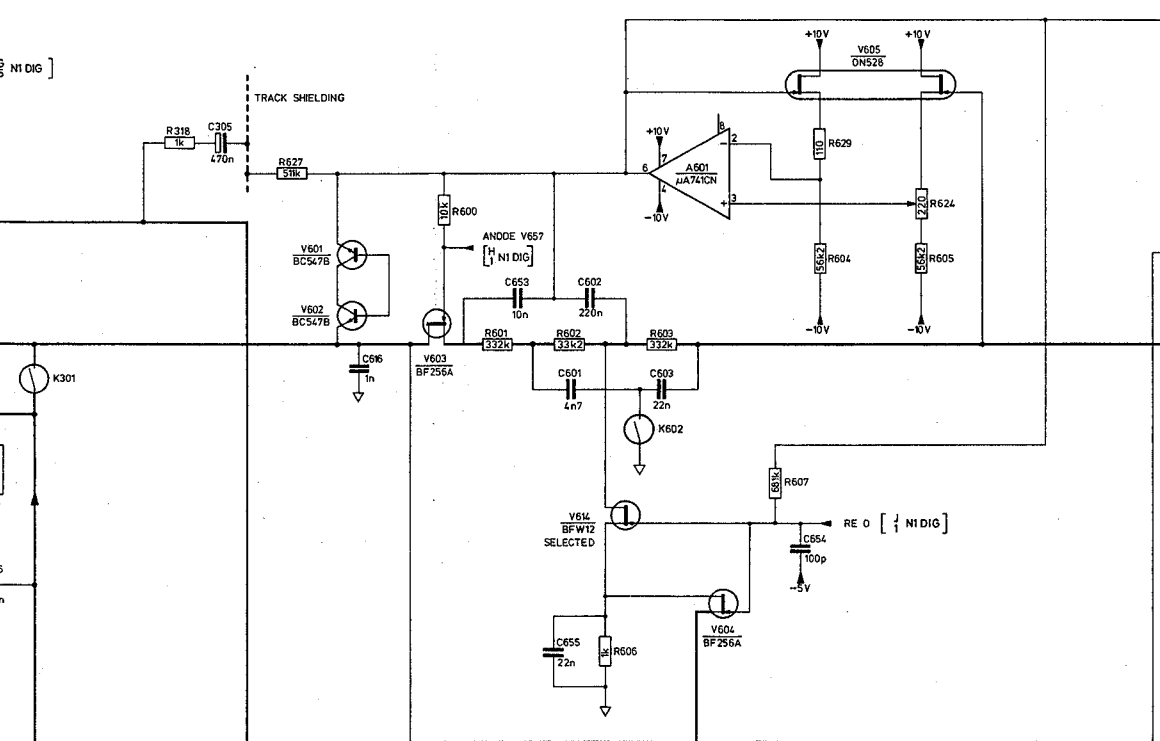 N1 DIG ]
TRACK SHIELDING
R318
1k
C305
470n
R627
511k
+10V
+10V
V605
ON528
+10V
8
7
2
6
A601
µA741CN
4
3
−
+
-10V
110
R629
220
R624
56k2
R604
56k2
R605
-10V
-10V
10k
R600
ANODE V657
[ H 1 N1 DIG ]
V601
BC547B
V602
BC547B
C653
10n
C602
220n
R601
332k
R602
33k2
R603
332k
V603
BF256A
C616
1n
C601
4n7
C603
22n
K301
K602
681k
R607
V614
BFW12
SELECTED
RE 0 [ J 1 N1 DIG ]
C654
100p
-5V
V604
BF256A
C655
22n
1k
R606